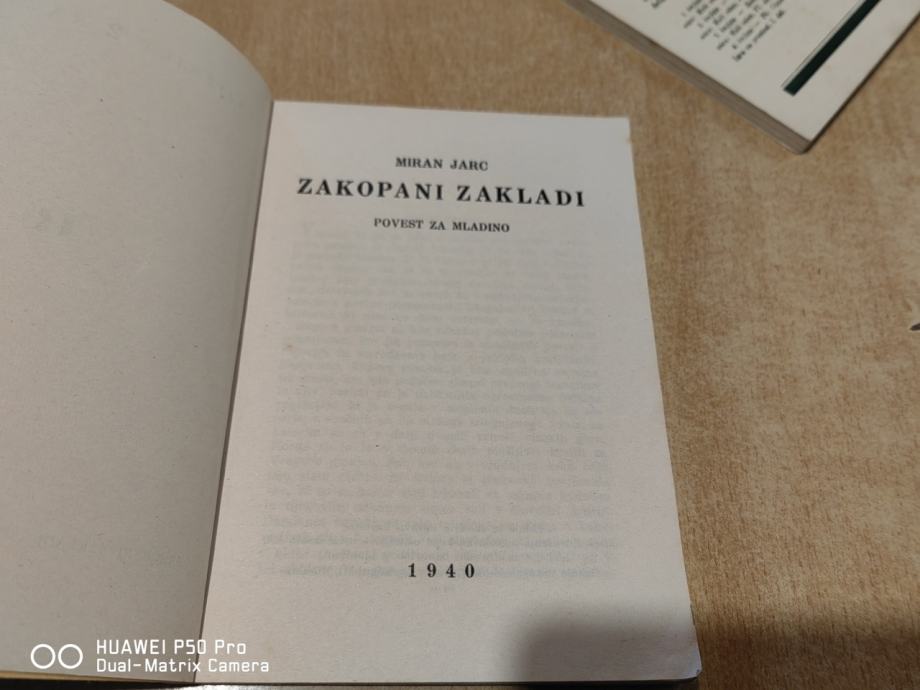 MIRAN JARC
ZAKOPANI ZAKLADI
POVEST ZA MLADINO
1940
HUAWEI P50 Pro
Dual-Matrix Camera